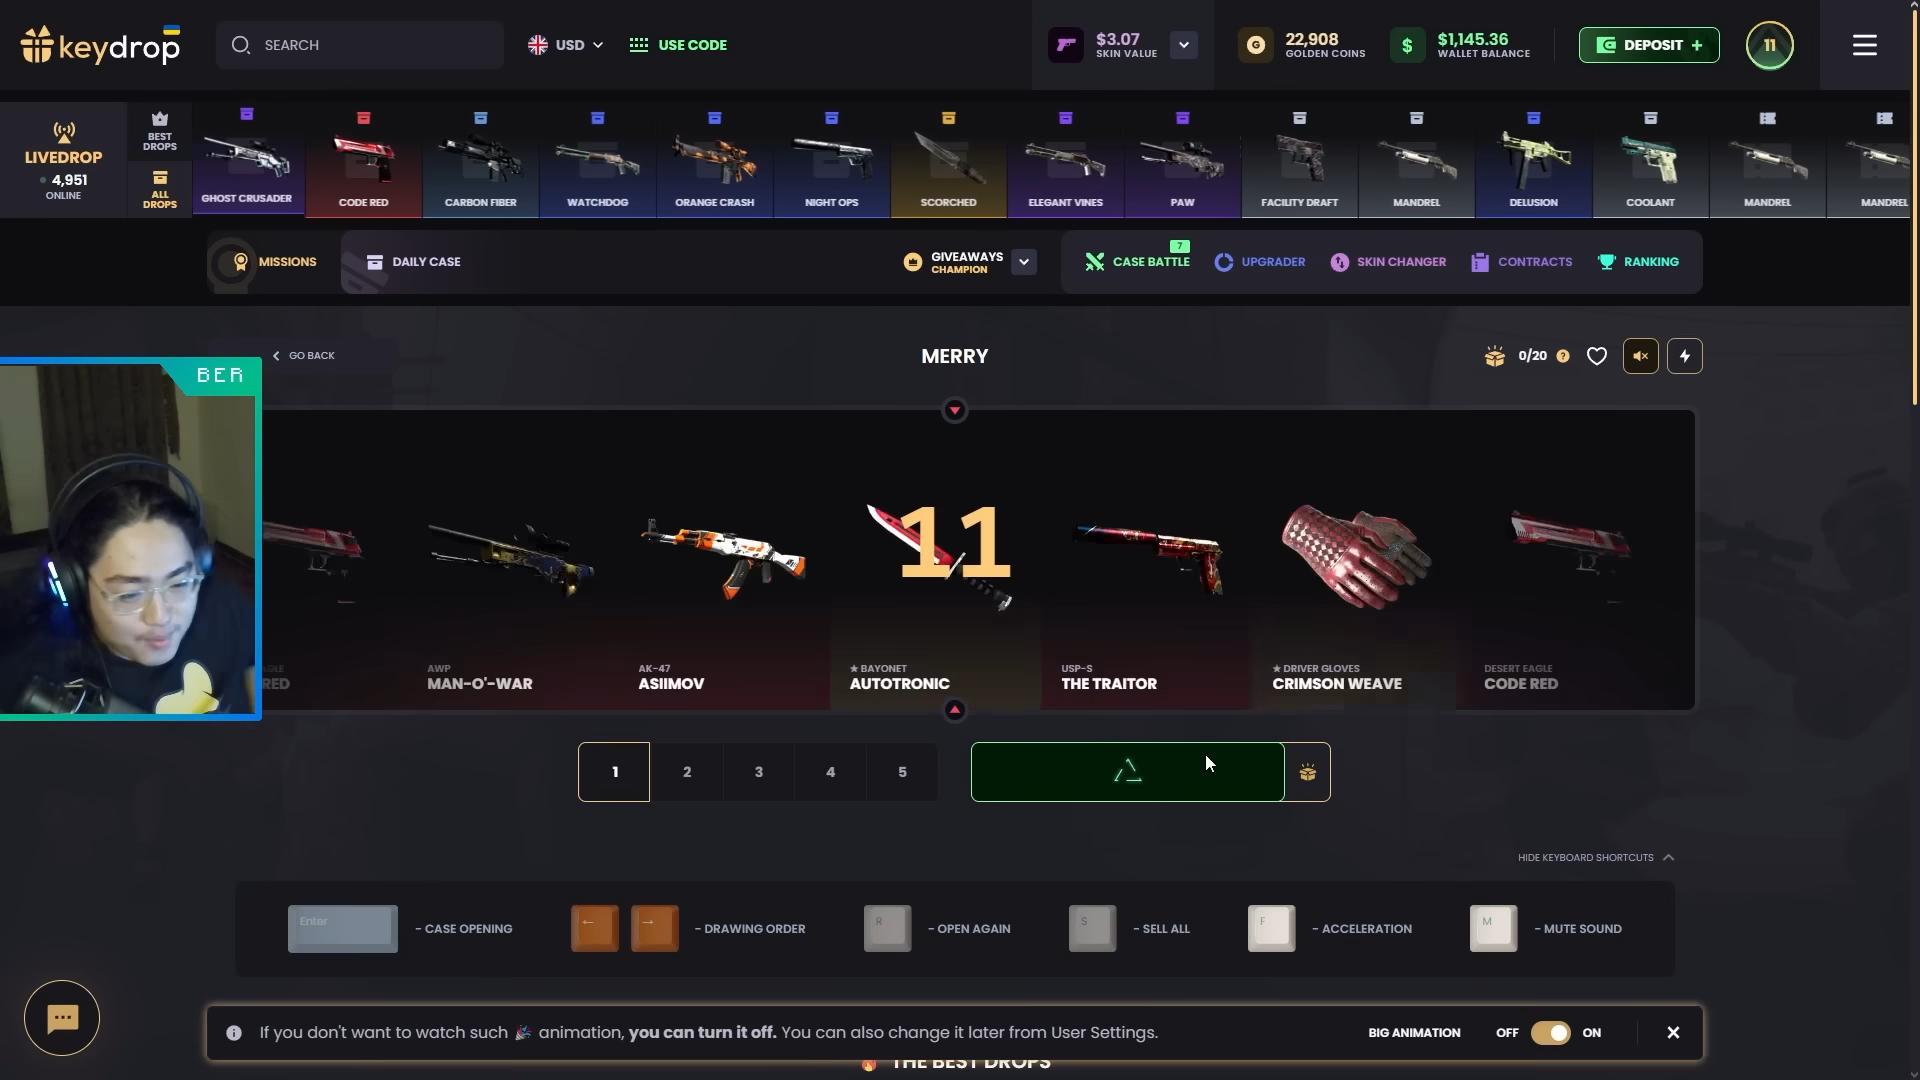 keydrop
SEARCH
USD
USE CODE
$3.07
SKIN VALUE
G
22,908
GOLDEN COINS
$
$1,145.36
WALLET BALANCE
DEPOSIT +
11
LIVEDROP
4,951
ONLINE
BEST
DROPS
ALL
DROPS
GHOST CRUSADER
CODE RED
CARBON FIBER
WATCHDOG
ORANGE CRASH
NIGHT OPS
SCORCHED
ELEGANT VINES
PAW
FACILITY DRAFT
MANDREL
DELUSION
COOLANT
MANDREL
MANDREL
MISSIONS
DAILY CASE
GIVEAWAYS
CHAMPION
7
CASE BATTLE
UPGRADER
SKIN CHANGER
CONTRACTS
RANKING
GO BACK
MERRY
0/20 ?
BER
11
AWP
MAN-O'-WAR
AK-47
ASIIMOV
★ BAYONET
AUTOTRONIC
USP-S
THE TRAITOR
★ DRIVER GLOVES
CRIMSON WEAVE
DESERT EAGLE
CODE RED
RED
1
2
3
4
5
HIDE KEYBOARD SHORTCUTS
Enter
- CASE OPENING
← →
- DRAWING ORDER
R
- OPEN AGAIN
S
- SELL ALL
F
- ACCELERATION
M
- MUTE SOUND
If you don't want to watch such 🎉 animation, you can turn it off. You can also change it later from User Settings.
BIG ANIMATION
OFF
ON
THE BEST DROPS